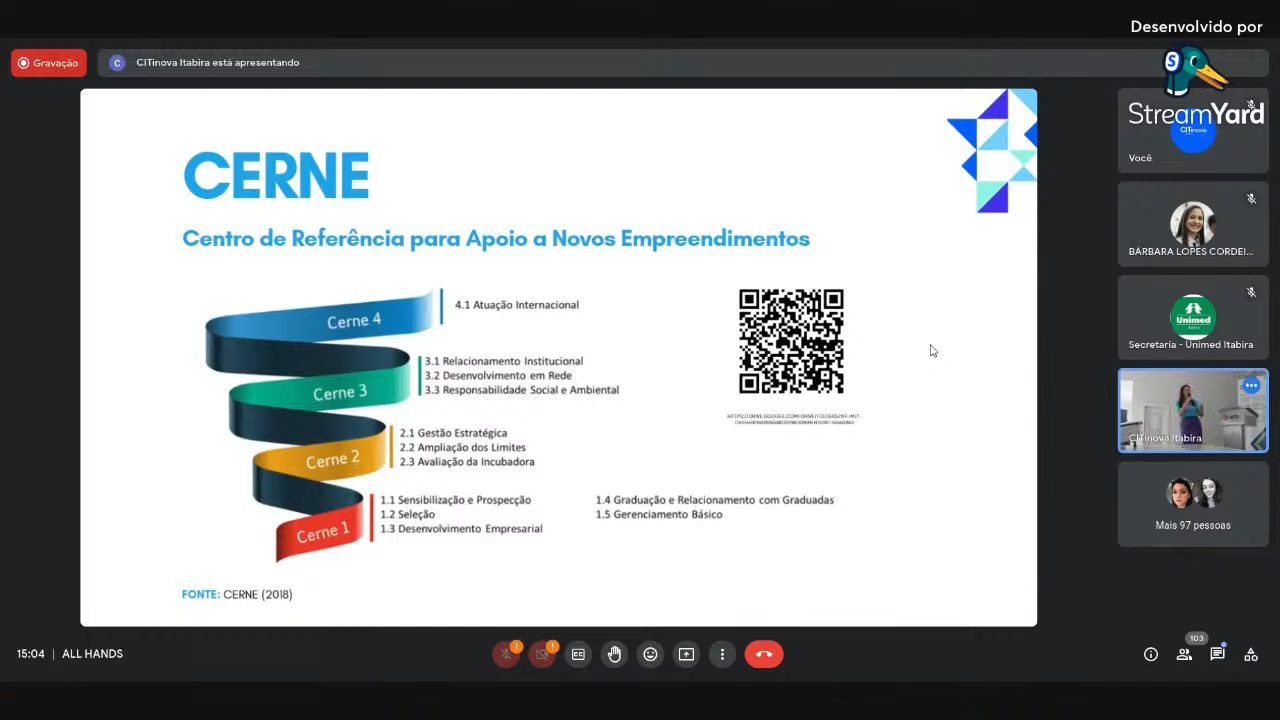 Desenvolvido por
StreamYard
Gravação
C
CITinova Itabira está apresentando
CERNE
Centro de Referência para Apoio a Novos Empreendimentos
Cerne 4
4.1 Atuação Internacional
Cerne 3
3.1 Relacionamento Institucional
3.2 Desenvolvimento em Rede
3.3 Responsabilidade Social e Ambiental
Cerne 2
2.1 Gestão Estratégica
2.2 Ampliação dos Limites
2.3 Avaliação da Incubadora
Cerne 1
1.1 Sensibilização e Prospecção
1.2 Seleção
1.3 Desenvolvimento Empresarial
1.4 Graduação e Relacionamento com Graduadas
1.5 Gerenciamento Básico
FONTE: CERNE (2018)
CITinova
Você
BÁRBARA LOPES CORDEI...
Unimed
Secretaria - Unimed Itabira
CITinova Itabira
Mais 97 pessoas
15:04 | ALL HANDS
103